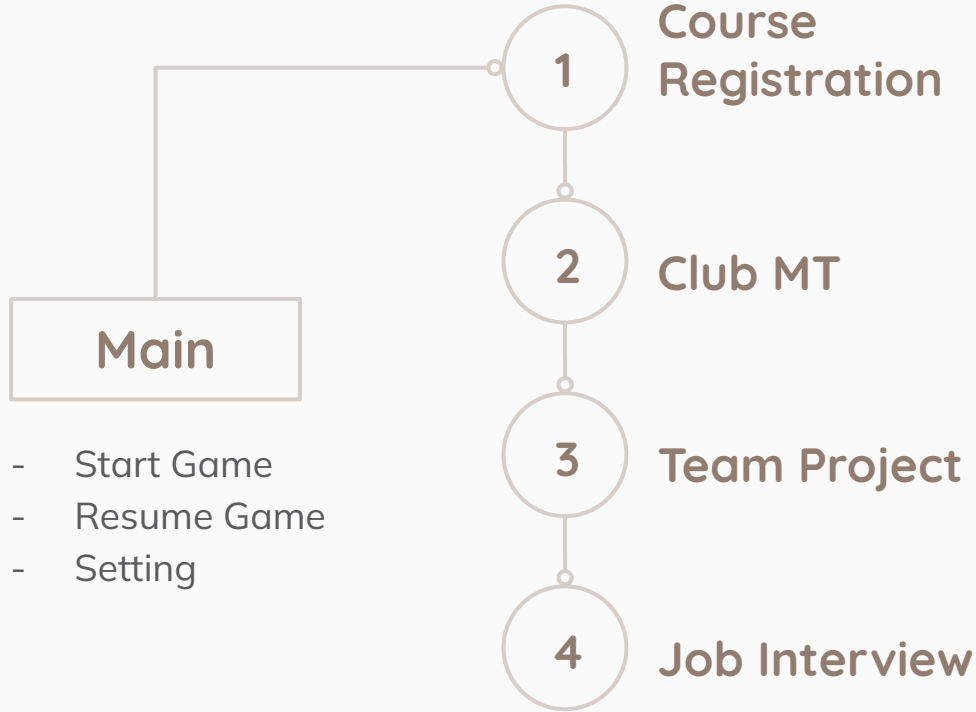 1
Course
Registration
2
Club MT
Main
3
Team Project
- Start Game
- Resume Game
- Setting
4
Job Interview